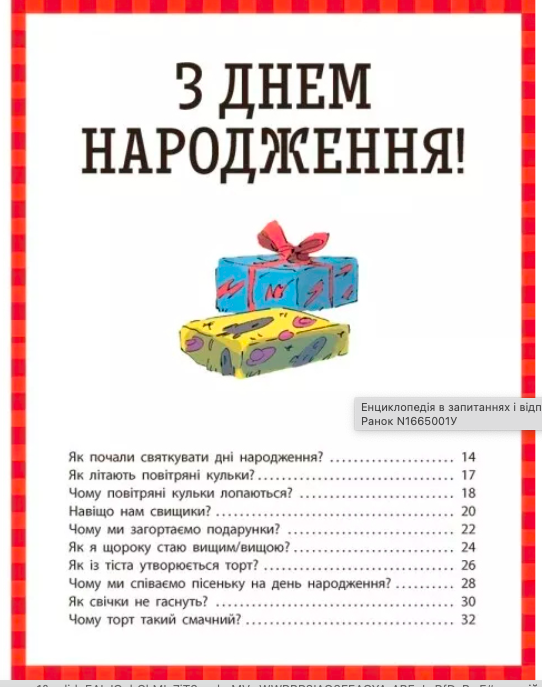 З ДНЕМ
НАРОДЖЕННЯ!
Енциклопедія в запитаннях і відп
Ранок N1665001У
Як почали святкувати дні народження? ........................ 14
Як літають повітряні кульки? ................................ 17
Чому повітряні кульки лопаються? ........................ 18
Навіщо нам свищики? ................................ 20
Чому ми загортаємо подарунки? ........................ 22
Як я щороку стаю вищим/вищою? ........................ 24
Як із тіста утворюється торт? ........................ 26
Чому ми співаємо пісеньку на день народження? ........ 28
Як свічки не гаснуть? ................................ 30
Чому торт такий смачний? ............................ 32